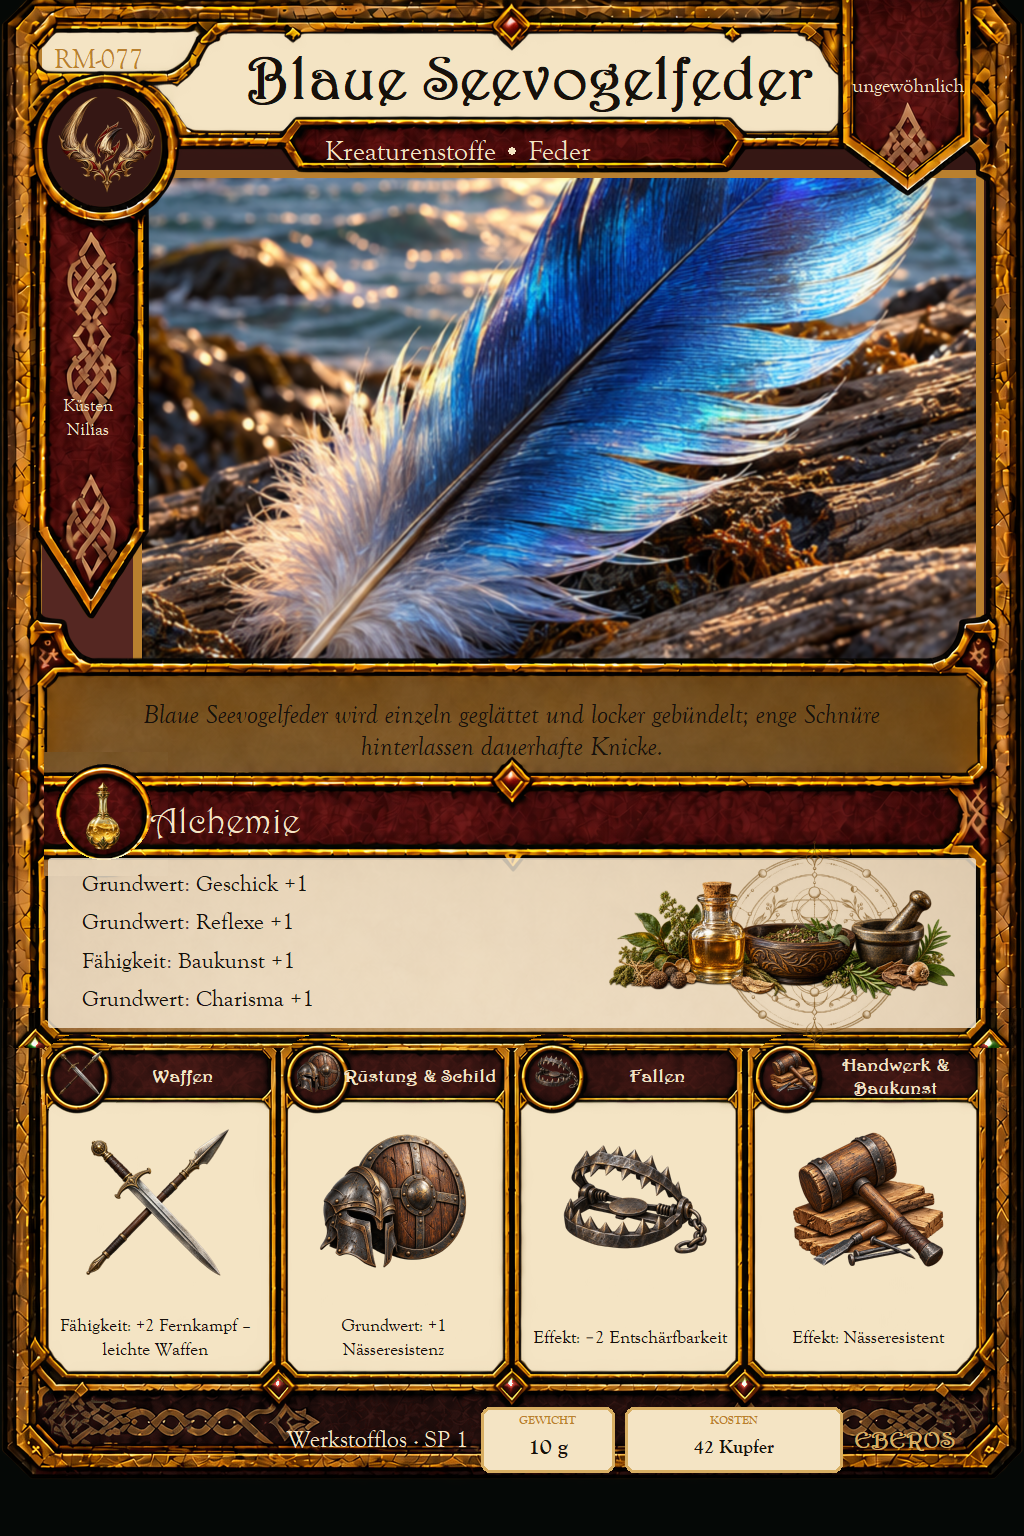 RM-077
Blaue Seevogelfeder
ungewöhnlich
Kreaturenstoffe • Feder
Küsten
Nilias
Blaue Seevogelfeder wird einzeln geglättet und locker gebündelt; enge Schnüre
hinterlassen dauerhafte Knicke.
Alchemie
Grundwert: Geschick +1
Grundwert: Reflexe +1
Fähigkeit: Baukunst +1
Grundwert: Charisma +1
Waffen
Rüstung & Schild
Fallen
Handwerk &
Baukunst
Fähigkeit: +2 Fernkampf –
leichte Waffen
Grundwert: +1
Nässeresistenz
Effekt: −2 Entschärfbarkeit
Effekt: Nässeresistent
Werkstofflos · SP 1
GEWICHT
10 g
KOSTEN
42 Kupfer
EBEROS